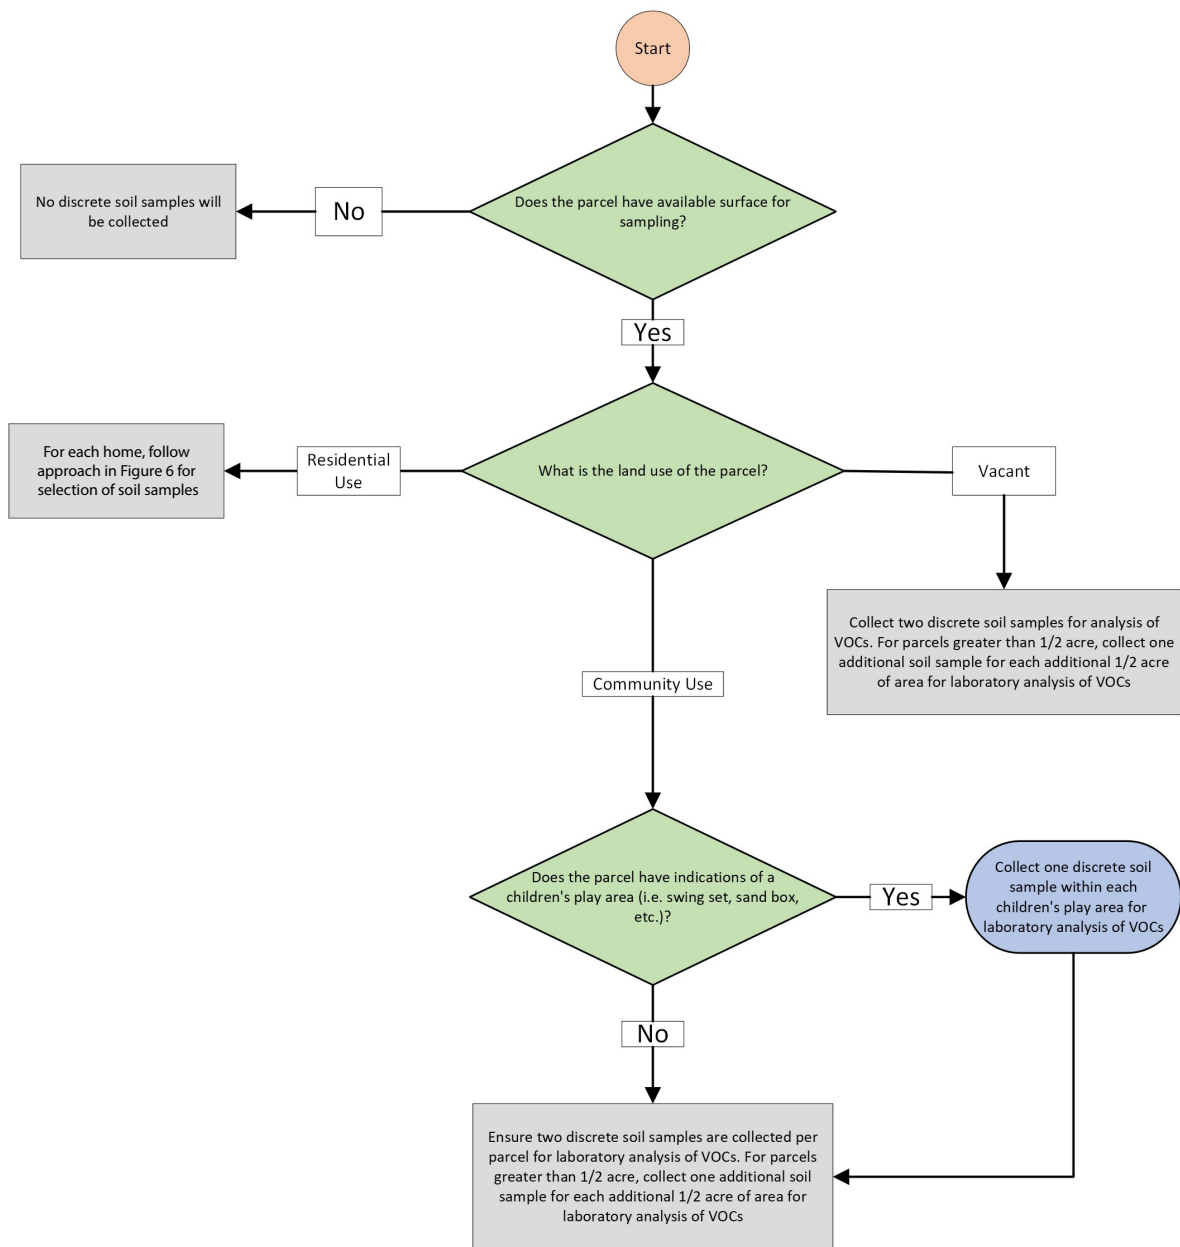 Start
Does the parcel have available surface for
sampling?
No
No discrete soil samples will
be collected
Yes
What is the land use of the parcel?
Residential
Use
For each home, follow
approach in Figure 6 for
selection of soil samples
Vacant
Collect two discrete soil samples for analysis of
VOCs. For parcels greater than 1/2 acre, collect one
additional soil sample for each additional 1/2 acre
of area for laboratory analysis of VOCs
Community Use
Does the parcel have indications of a
children's play area (i.e. swing set, sand box,
etc.)?
Yes
Collect one discrete soil
sample within each
children's play area for
laboratory analysis of VOCs
No
Ensure two discrete soil samples are collected per
parcel for laboratory analysis of VOCs. For parcels
greater than 1/2 acre, collect one additional soil
sample for each additional 1/2 acre of area for
laboratory analysis of VOCs